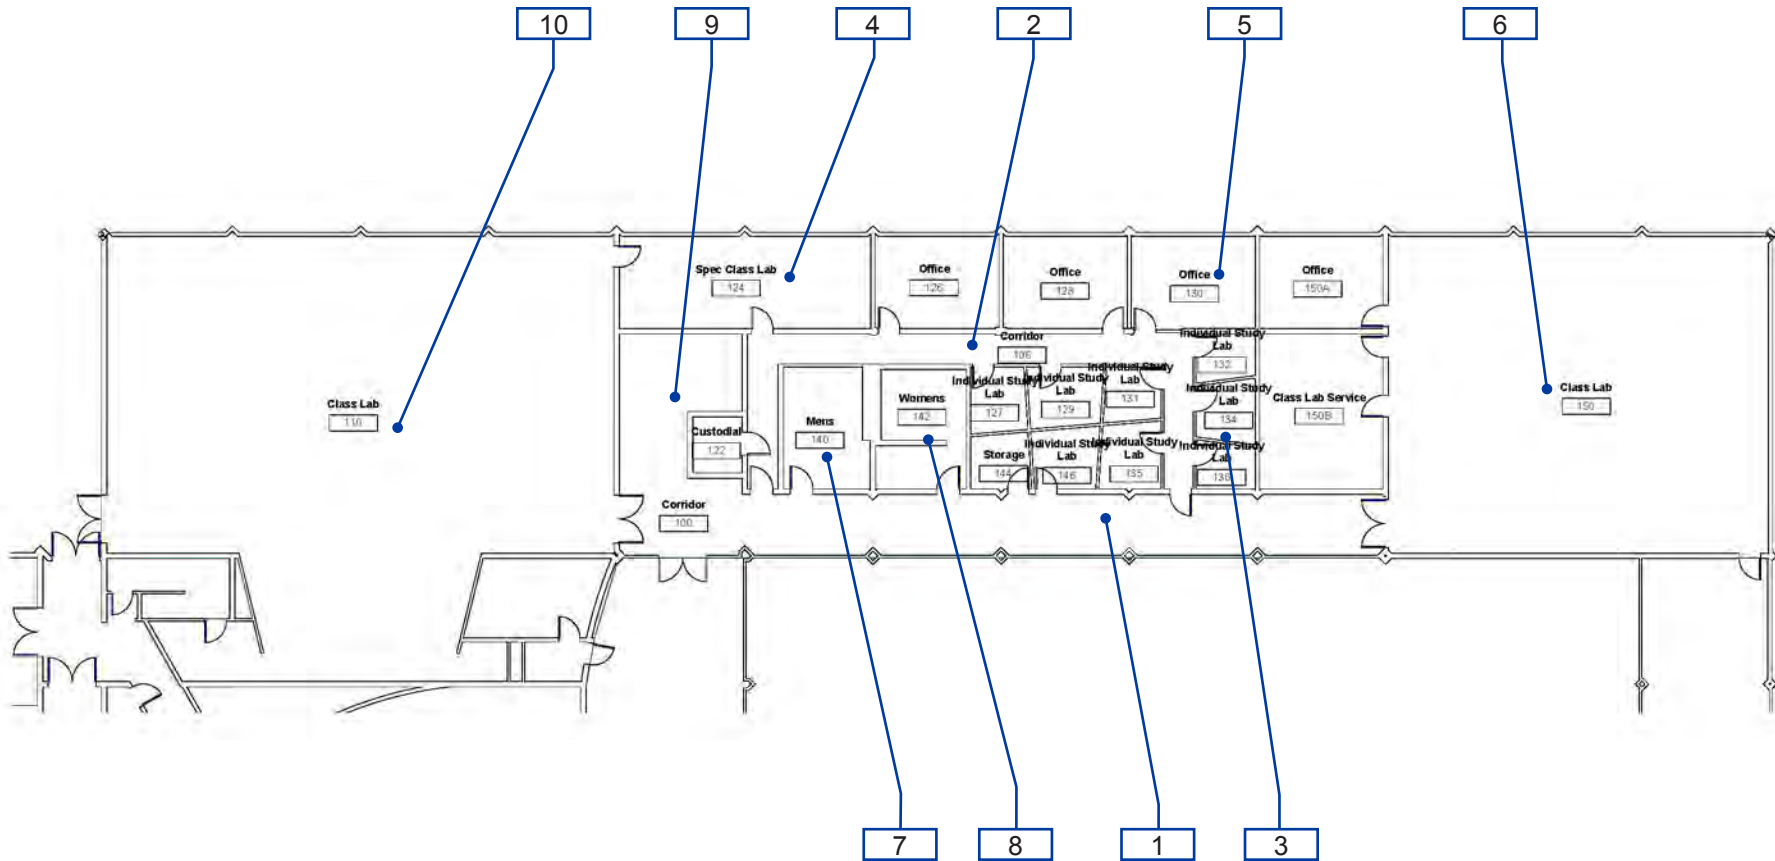 10
9
4
2
5
6
Spec Class Lab
124
Office
126
Office
128
Office
130
Office
150A
Corridor
106
Individual Study
Lab
132
Individual Study
Lab
127
Individual Study
Lab
129
Individual Study
Lab
131
Individual Study
Lab
134
Class Lab Service
150B
Class Lab
150
Class Lab
110
Womens
142
Mens
140
Custodial
122
Storage
144
Individual Study
Lab
146
Individual Study
Lab
135
Individual Study
Lab
Corridor
100
7
8
1
3